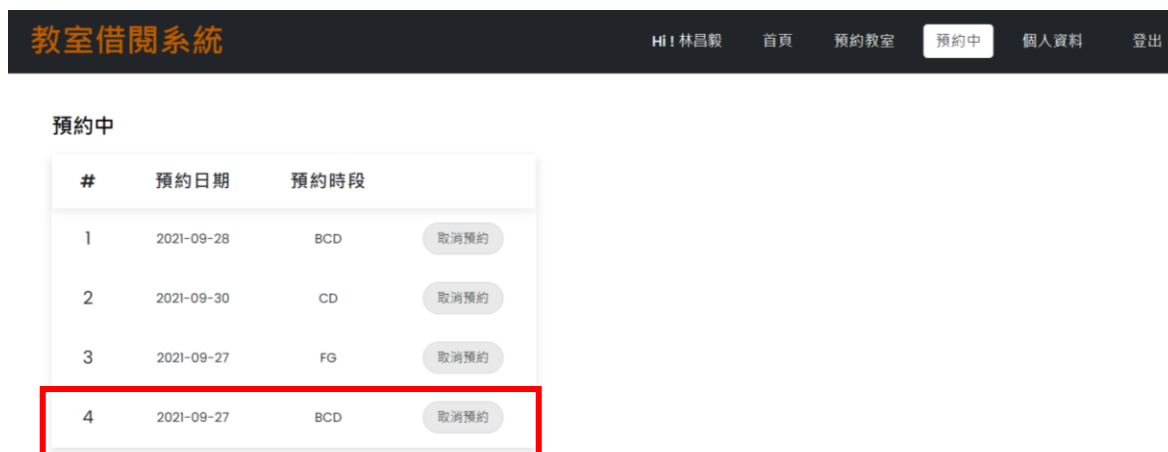 教室借閱系統 Hi ! 林昌毅 首頁 預約教室 預約中 個人資料 登出
預約中
# 預約日期 預約時段
1 2021-09-28 BCD 取消預約
2 2021-09-30 CD 取消預約
3 2021-09-27 FG 取消預約
4 2021-09-27 BCD 取消預約